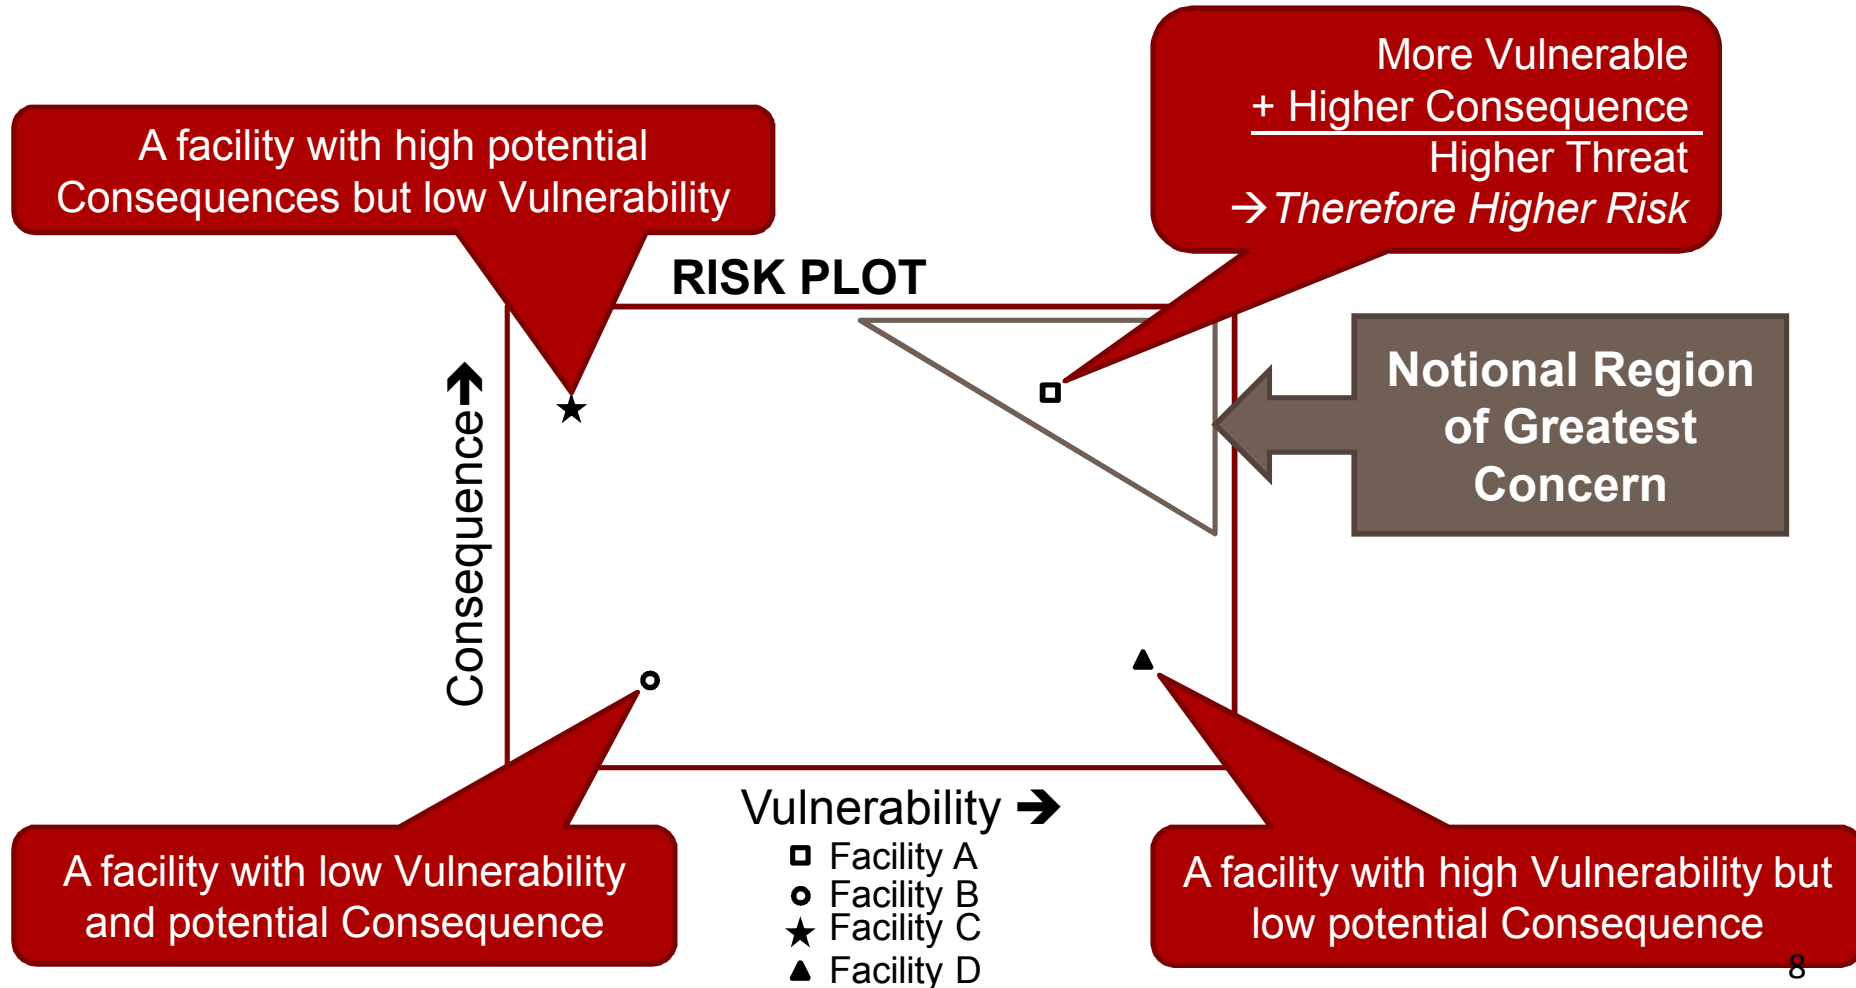 More Vulnerable
+ Higher Consequence
Higher Threat
→ Therefore Higher Risk
A facility with high potential
Consequences but low Vulnerability
RISK PLOT
Notional Region
of Greatest
Concern
Consequence→
Vulnerability →
Facility A
Facility B
Facility C
Facility D
A facility with low Vulnerability
and potential Consequence
A facility with high Vulnerability but
low potential Consequence
8